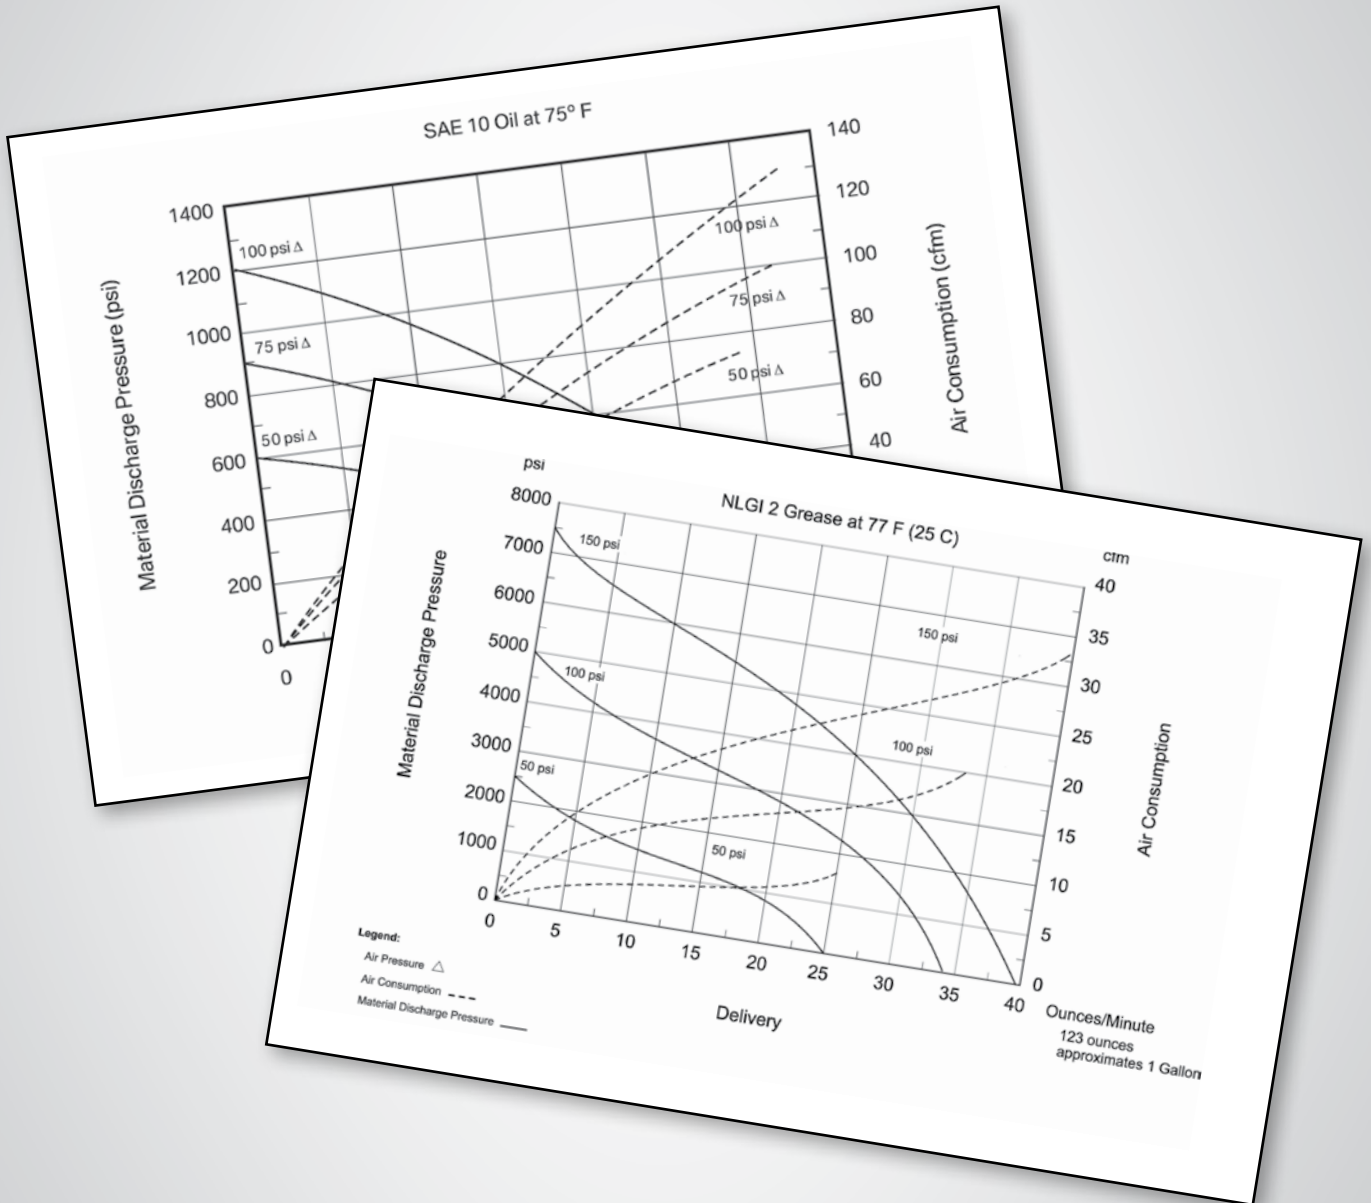 SAE 10 Oil at 75º F
Material Discharge Pressure (psi)
1400
1200
1000
800
600
400
200
0
0
100 psi Δ
75 psi Δ
50 psi Δ
100 psi Δ
75 psi Δ
50 psi Δ
140
120
100
80
60
40
Air Consumption (cfm)
NLGI 2 Grease at 77 F (25 C)
psi
Material Discharge Pressure
8000
7000
6000
5000
4000
3000
2000
1000
0
150 psi
100 psi
50 psi
150 psi
100 psi
50 psi
cfm
40
35
30
25
20
15
10
5
0
Air Consumption
0 5 10 15 20 25 30 35 40
Delivery
Ounces/Minute
123 ounces
approximates 1 Gallon
Legend:
Air Pressure △
Air Consumption ---
Material Discharge Pressure —